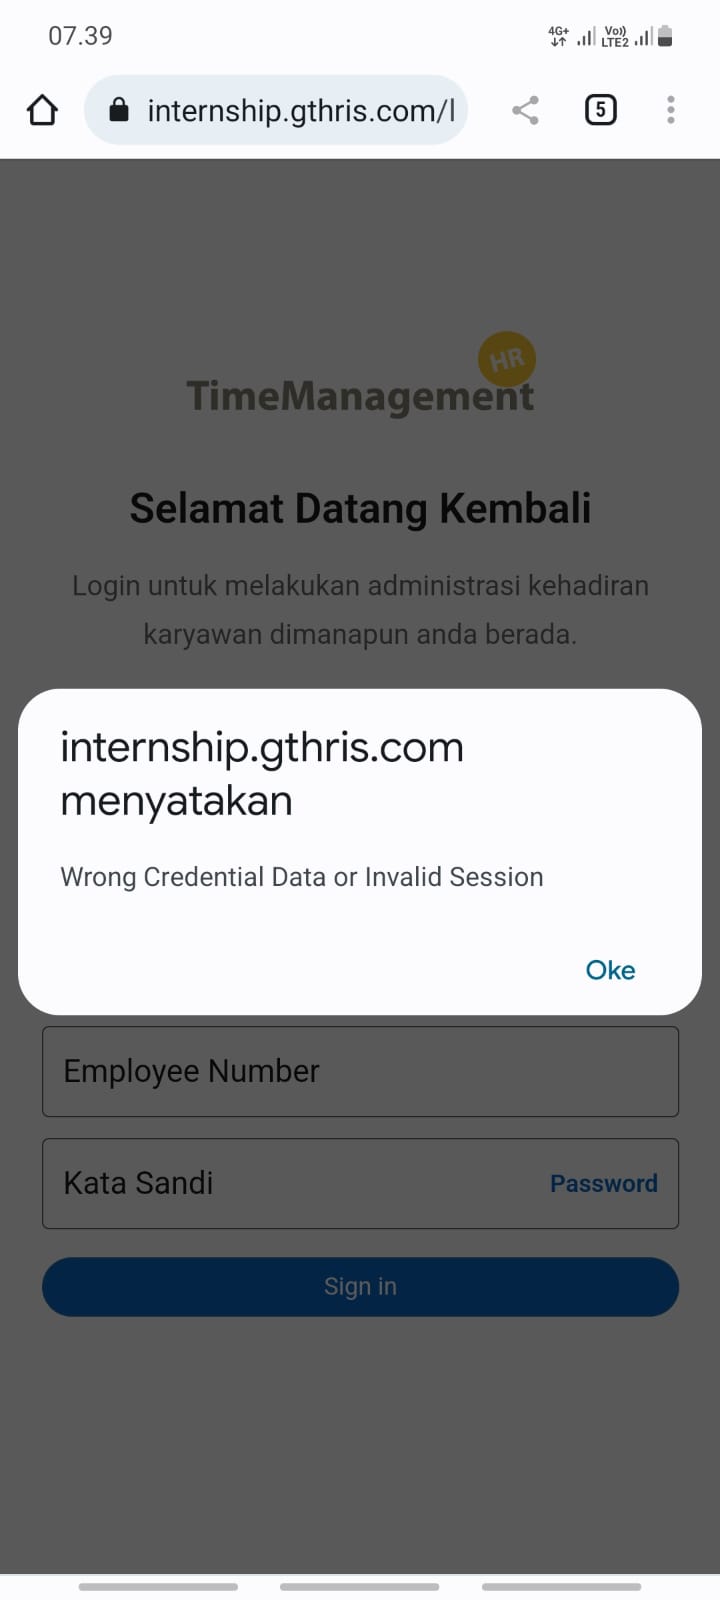 07.39
4G+ Vo)) LTE2
internship.gthris.com/l
5
HR
TimeManagement
Selamat Datang Kembali
Login untuk melakukan administrasi kehadiran
karyawan dimanapun anda berada.
internship.gthris.com
menyatakan
Wrong Credential Data or Invalid Session
Oke
Employee Number
Kata Sandi Password
Sign in